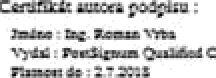 Certifikát autora podpisu :
Jméno : Ing. Roman Vrba
Vydal : PostSignum Qualified C
Platnost do : 2.7.2018